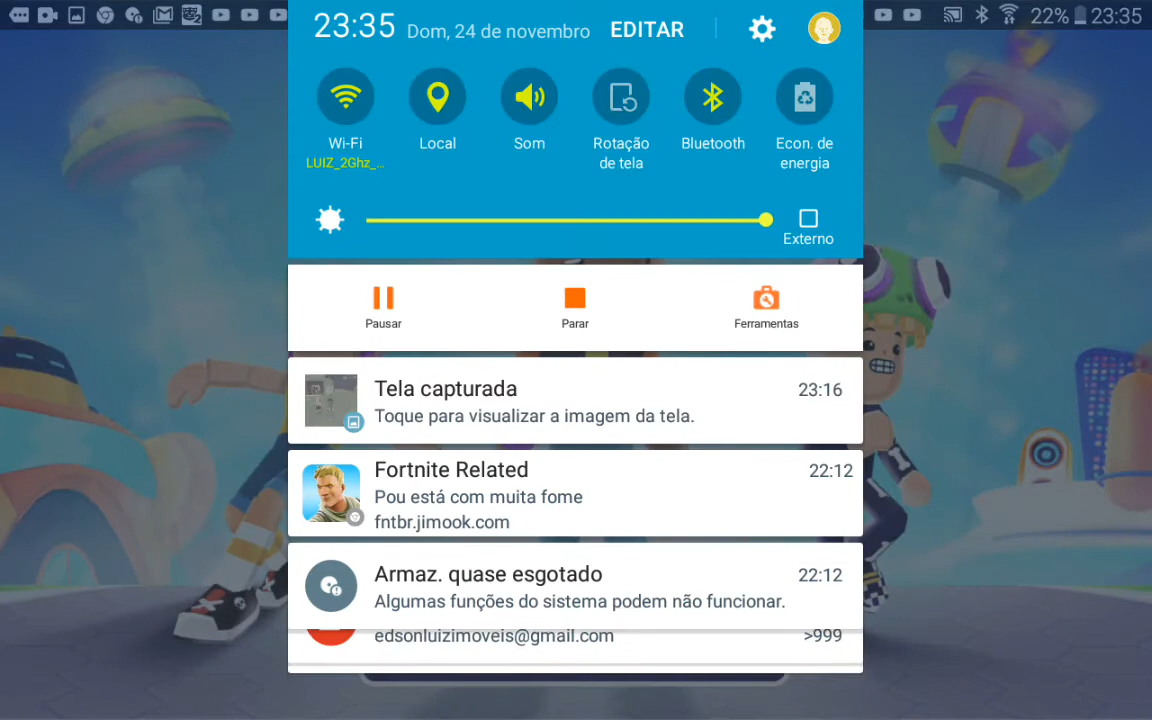 22% 23:35
23:35 Dom, 24 de novembro EDITAR
Wi-Fi
LUIZ_2Ghz_...
Local
Som
Rotação
de tela
Bluetooth
Econ. de
energia
Externo
Pausar
Parar
Ferramentas
Tela capturada 23:16
Toque para visualizar a imagem da tela.
Fortnite Related 22:12
Pou está com muita fome
fntbr.jimook.com
Armaz. quase esgotado 22:12
Algumas funções do sistema podem não funcionar.
edsonluizimoveis@gmail.com >999